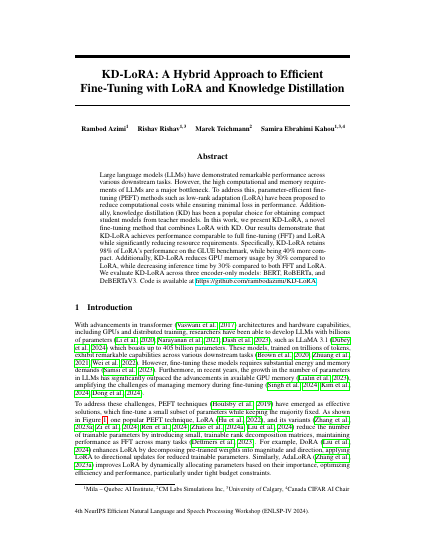 KD-LoRA: A Hybrid Approach to Efficient
Fine-Tuning with LoRA and Knowledge Distillation
Rambod Azimi1 Rishav Rishav1,3 Marek Teichmann2 Samira Ebrahimi Kahou1,3,4
Abstract
Large language models (LLMs) have demonstrated remarkable performance across
various downstream tasks. However, the high computational and memory require-
ments of LLMs are a major bottleneck. To address this, parameter-efficient fine-
tuning (PEFT) methods such as low-rank adaptation (LoRA) have been proposed
to reduce computational costs while ensuring minimal loss in performance. Addition-
ally, knowledge distillation (KD) has been a popular choice for obtaining compact
student models from teacher models. In this work, we present KD-LoRA, a novel
fine-tuning method that combines LoRA with KD. Our results demonstrate that
KD-LoRA achieves performance comparable to full fine-tuning (FFT) and LoRA
while significantly reducing resource requirements. Specifically, KD-LoRA retains
98% of LoRA's performance on the GLUE benchmark, while being 40% more com-
pact. Additionally, KD-LoRA reduces GPU memory usage by 30% compared to
LoRA, while decreasing inference time by 30% compared to both FFT and LoRA.
We evaluate KD-LoRA across three encoder-only models: BERT, RoBERTa, and
DeBERTaV3. Code is available at https://github.com/rambodazimi/KD-LoRA.
1 Introduction
With advancements in transformer (Vaswani et al., 2017) architectures and hardware capabilities,
including GPUs and distributed training, researchers have been able to develop LLMs with billions
of parameters (Li et al., 2020; Narayanan et al., 2021; Dash et al., 2023), such as LLaMA 3.1 (Dubey
et al., 2024), which boasts up to 405 billion parameters. These models, trained on trillions of tokens,
exhibit remarkable capabilities across various downstream tasks (Brown et al., 2020; Zhuang et al.,
2021; Wei et al., 2022). However, fine-tuning these models requires substantial energy and memory
demands (Samsi et al., 2023). Furthermore, in recent years, the growth in the number of parameters
in LLMs has significantly outpaced the advancements in available GPU memory (Lialin et al., 2023),
amplifying the challenges of managing memory during fine-tuning (Singh et al., 2024; Kim et al.,
2024; Dong et al., 2024).
To address these challenges, PEFT techniques (Houlsby et al., 2019) have emerged as effective
solutions, which fine-tune a small subset of parameters while keeping the majority fixed. As shown
in Figure 1, one popular PEFT technique, LoRA (Hu et al., 2022), and its variants (Zhang et al.,
2023a; Zi et al., 2024; Ren et al., 2024; Zhao et al., 2024a; Liu et al., 2024) reduce the number
of trainable parameters by introducing small, trainable rank decomposition matrices, maintaining
performance as FFT across many tasks (Dettmers et al., 2023). For example, DoRA (Liu et al.,
2024) enhances LoRA by decomposing pre-trained weights into magnitude and direction, applying
LoRA to directional updates for reduced trainable parameters. Similarly, AdaLoRA (Zhang et al.,
2023a) improves LoRA by dynamically allocating parameters based on their importance, optimizing
efficiency and performance, particularly under tight budget constraints.
1Mila – Quebec AI Institute, 2CM Labs Simulations Inc, 3University of Calgary, 4Canada CIFAR AI Chair
4th NeurIPS Efficient Natural Language and Speech Processing Workshop (ENLSP-IV 2024).